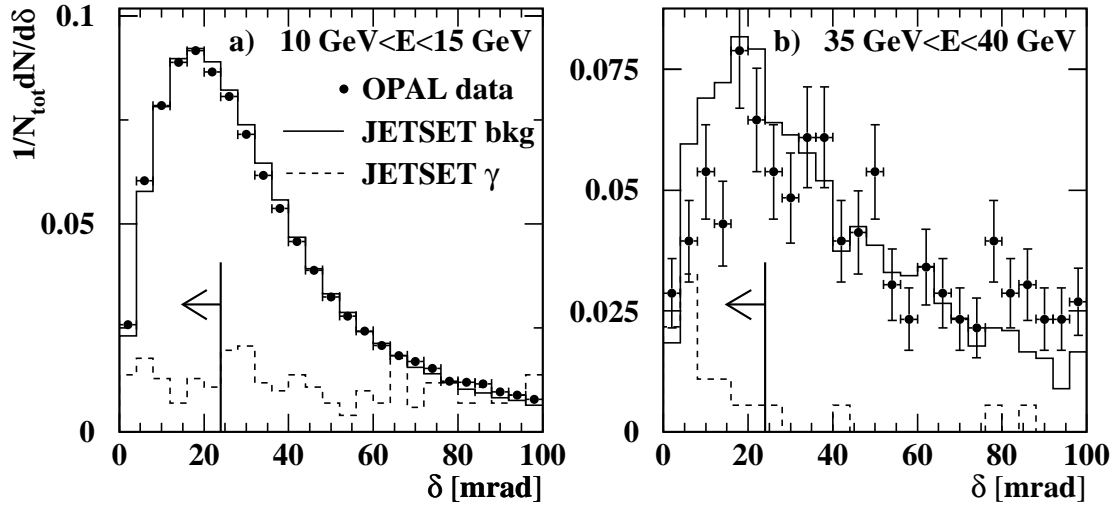 a) 10 GeV<E<15 GeV
OPAL data
JETSET bkg
JETSET γ
1/N_tot dN/dδ
0.1
0.05
0
0 20 40 60 80 100
δ [mrad]
b) 35 GeV<E<40 GeV
0.075
0.05
0.025
0
0 20 40 60 80 100
δ [mrad]